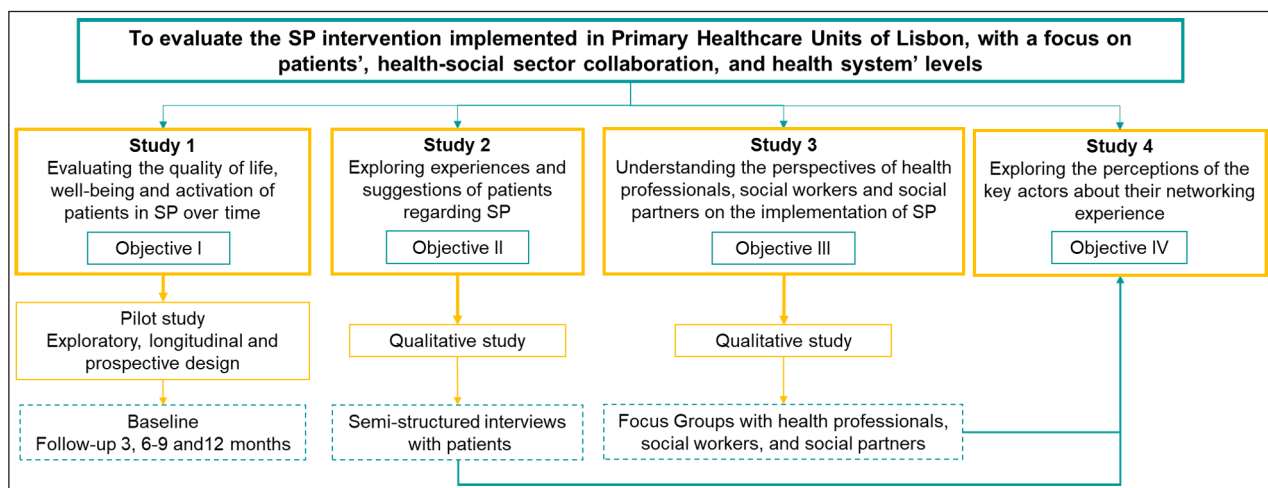 To evaluate the SP intervention implemented in Primary Healthcare Units of Lisbon, with a focus on
patients', health-social sector collaboration, and health system' levels
Study 1
Evaluating the quality of life,
well-being and activation of
patients in SP over time
Objective I
Pilot study
Exploratory, longitudinal and
prospective design
Baseline
Follow-up 3, 6-9 and12 months
Study 2
Exploring experiences and
suggestions of patients
regarding SP
Objective II
Qualitative study
Semi-structured interviews
with patients
Study 3
Understanding the perspectives of health
professionals, social workers and social
partners on the implementation of SP
Objective III
Qualitative study
Focus Groups with health professionals,
social workers, and social partners
Study 4
Exploring the perceptions of the
key actors about their networking
experience
Objective IV